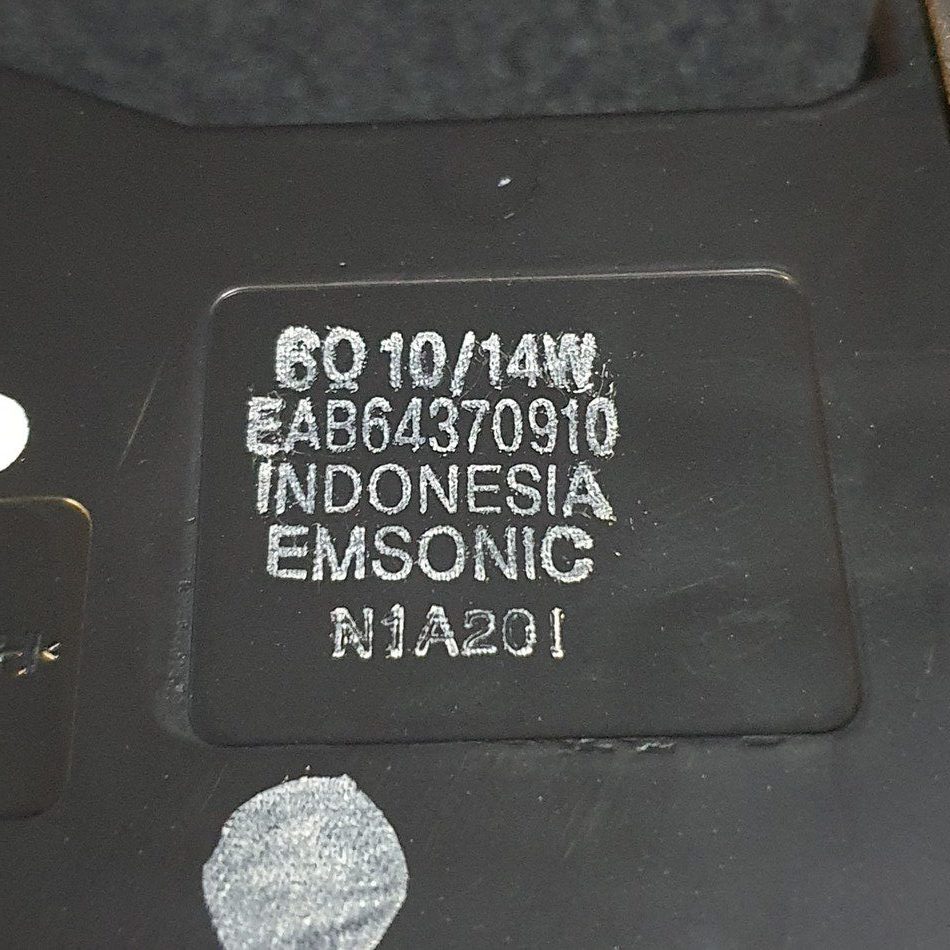 6Ω 10/14W
EAB64370910
INDONESIA
EMSONIC
N1A20I